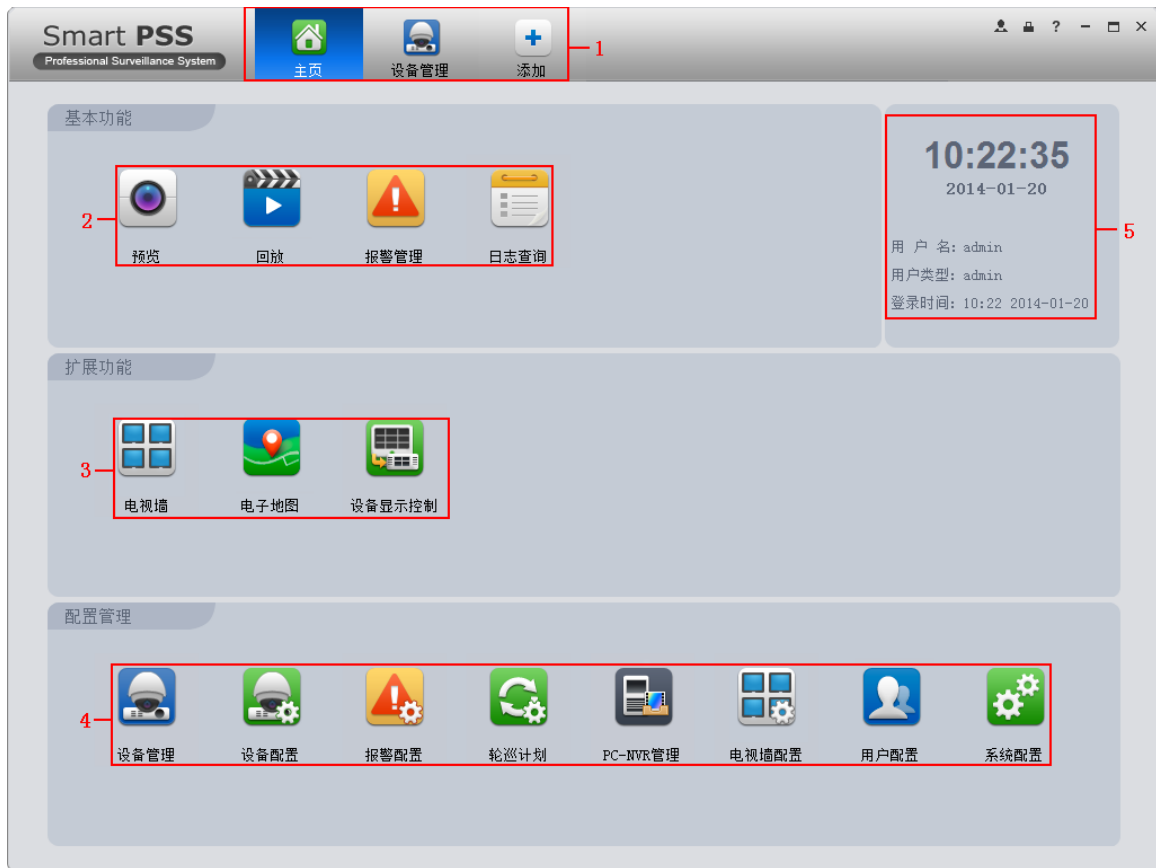 Smart PSS
Professional Surveillance System
主页
设备管理
添加
1
?
基本功能
2
预览
回放
报警管理
日志查询
10:22:35
2014-01-20
用 户 名: admin
用户类型: admin
登录时间: 10:22 2014-01-20
5
扩展功能
3
电视墙
电子地图
设备显示控制
配置管理
4
设备管理
设备配置
报警配置
轮巡计划
PC-NVR管理
电视墙配置
用户配置
系统配置